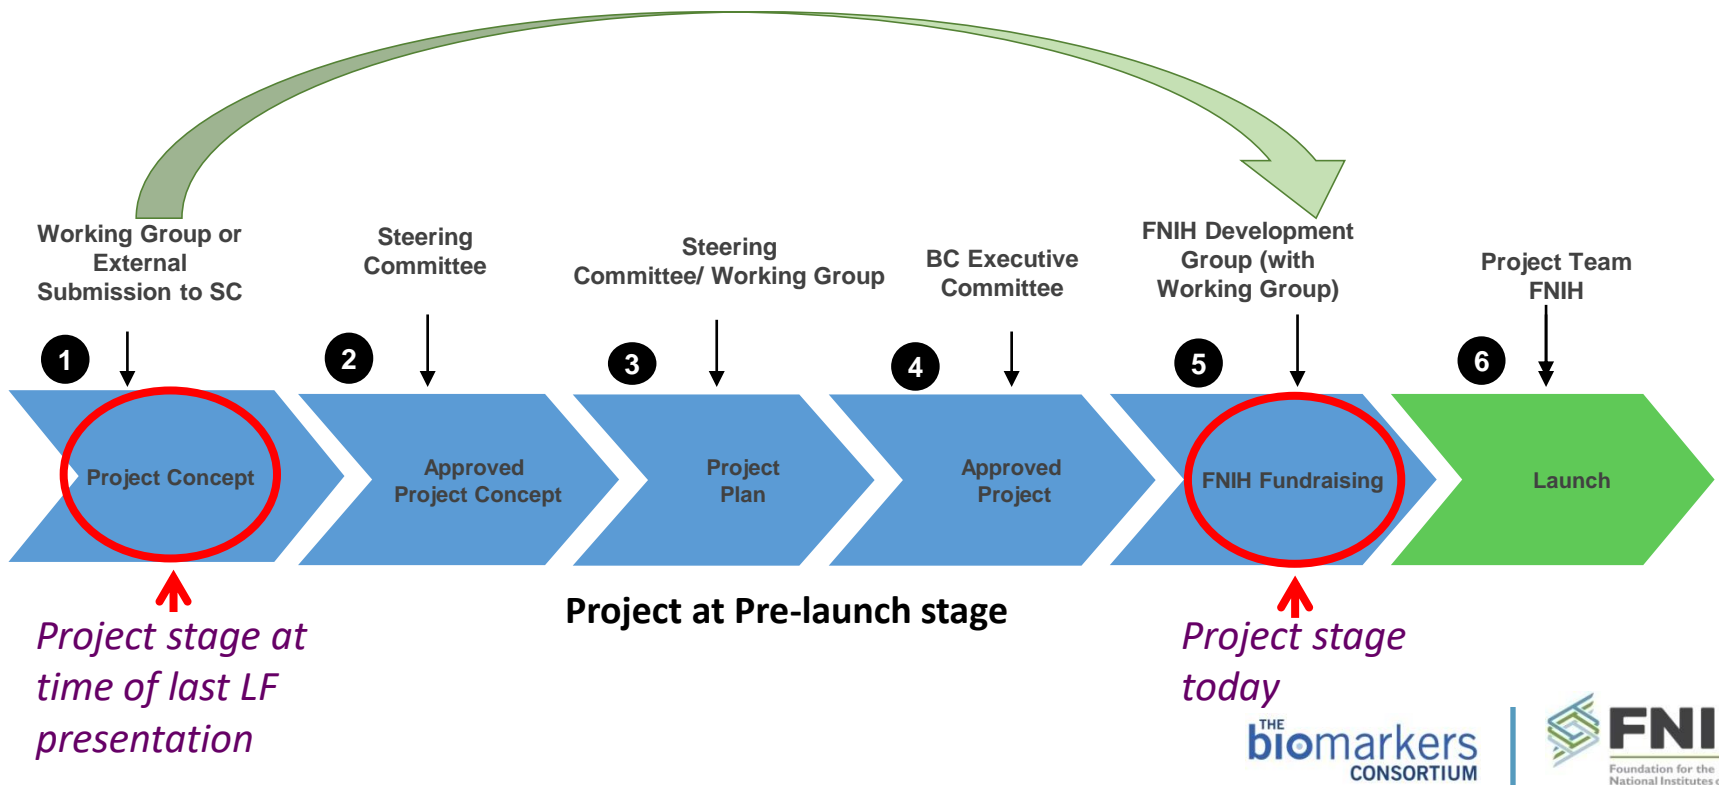 Working Group or
External
Submission to SC
Steering
Committee
Steering
Committee/ Working Group
BC Executive
Committee
FNIH Development
Group (with
Working Group)
Project Team
FNIH
1
2
3
4
5
6
Project Concept
Approved
Project Concept
Project
Plan
Approved
Project
FNIH Fundraising
Launch
Project at Pre-launch stage
Project stage at
time of last LF
presentation
Project stage
today
THE
biomarkers
CONSORTIUM
FNI
Foundation for the
National Institutes